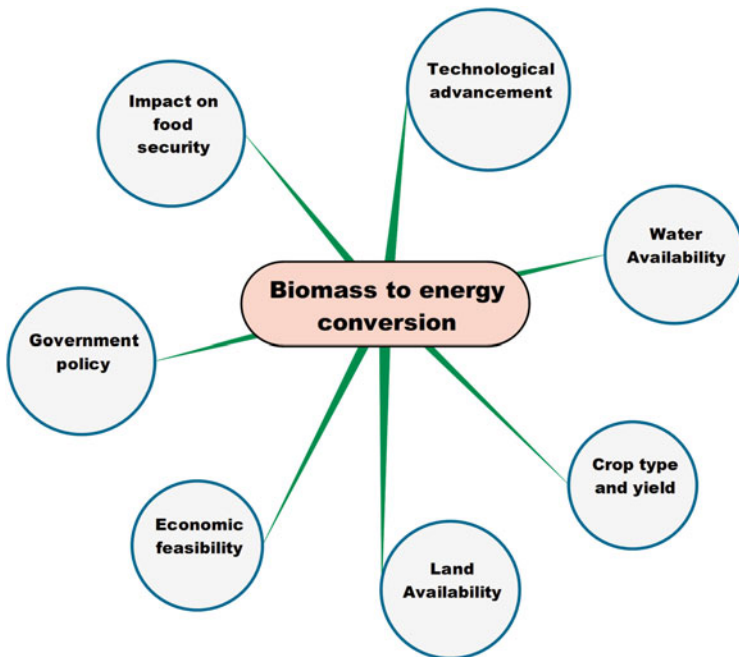 Technological
advancement
Impact on
food
security
Water
Availability
Biomass to energy
conversion
Government
policy
Crop type
and yield
Economic
feasibility
Land
Availability